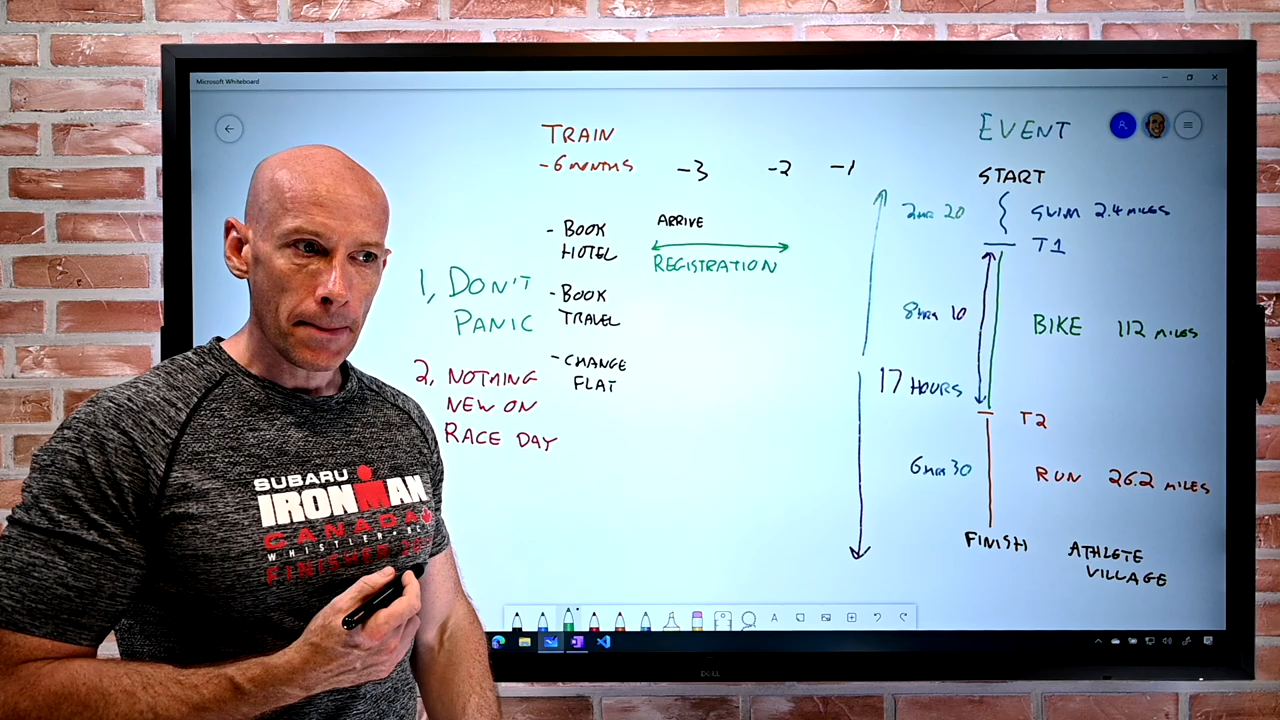 Microsoft Whiteboard
TRAIN
-6 MONTHS -3 -2 -1
- BOOK HOTEL
- BOOK TRAVEL
- CHANGE FLAT
ARRIVE
REGISTRATION
1, DON'T
PANIC
2, NOTHING
NEW ON
RACE DAY
EVENT
START
2HR 20
SWIM 2.4 MILES
T1
8HRS 10
BIKE 112 MILES
17 HOURS
T2
6HRS 30
RUN 26.2 MILES
FINISH
ATHLETE
VILLAGE
SUBARU
IRONMAN
CANADA
WHISTLER
FINISHER
A
DELL